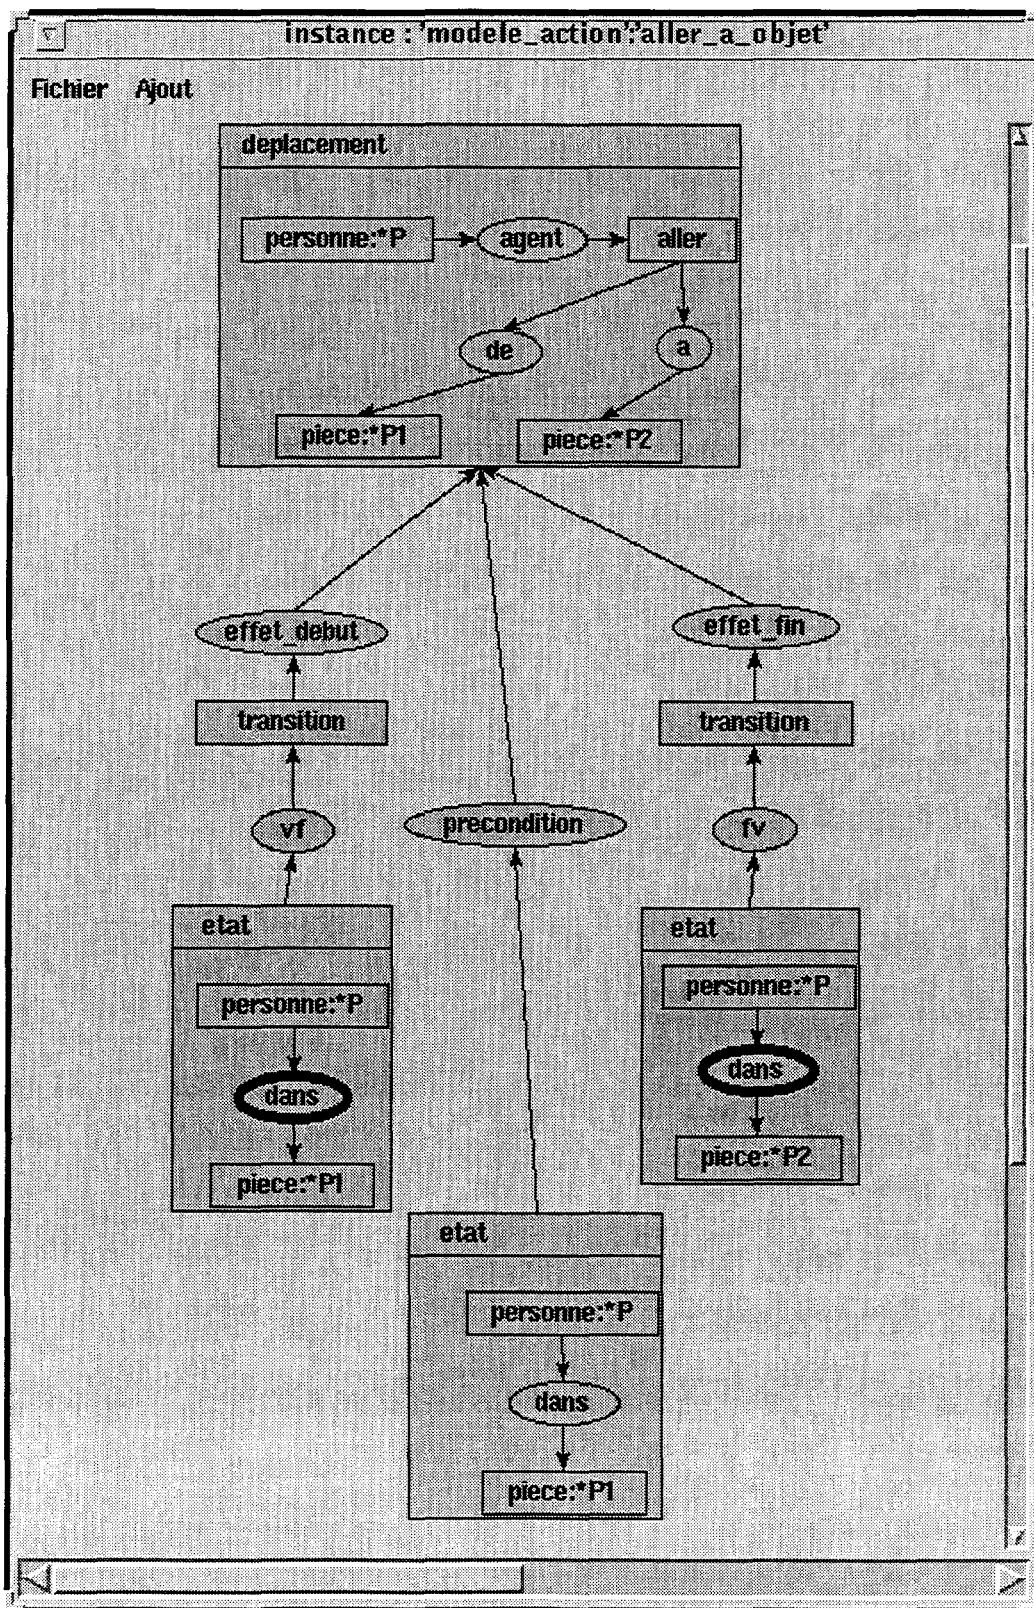 instance : 'modele_action':'aller_a_objet'
Fichier Ajout
deplacement
personne:*P agent aller
de a
piece:*P1 piece:*P2
effet_debut effet_fin
transition transition
vf precondition fv
etat etat
personne:*P personne:*P
dans dans
piece:*P1 piece:*P2
etat
personne:*P
dans
piece:*P1